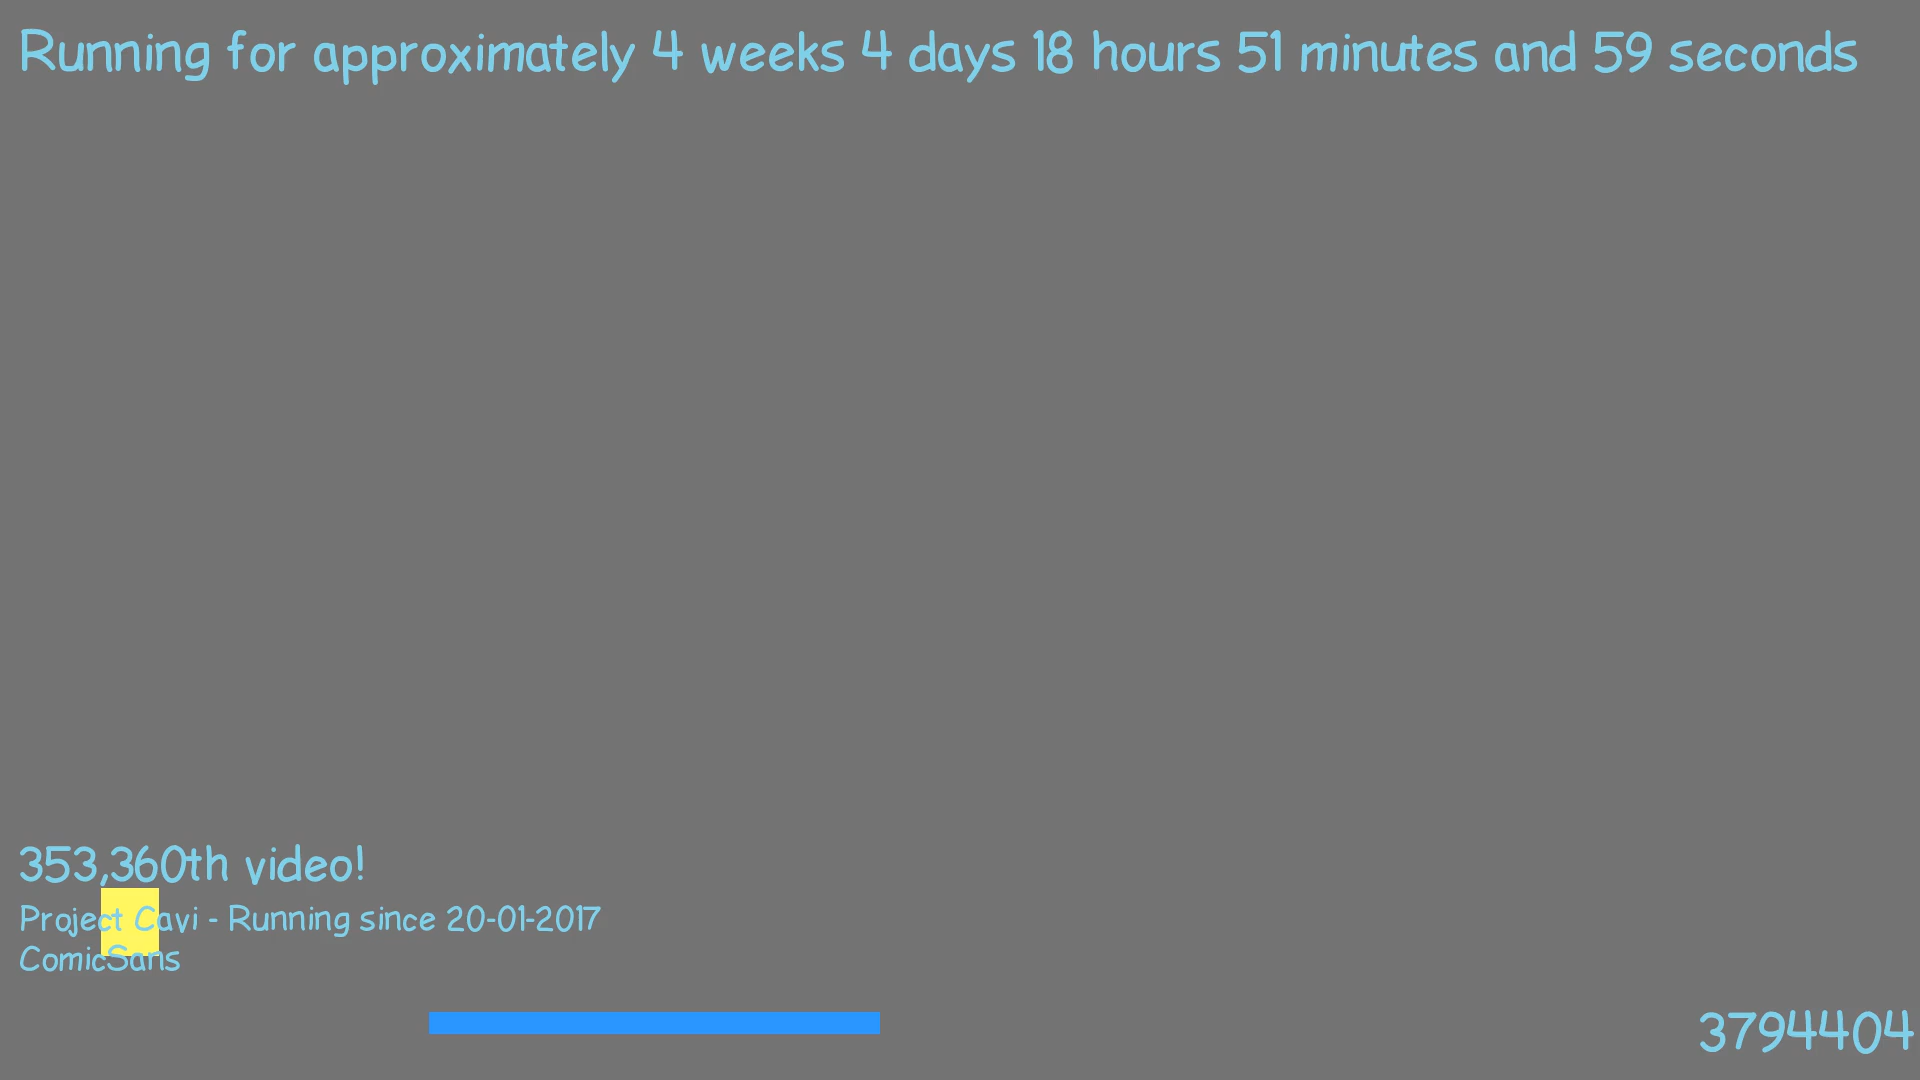 Running for approximately 4 weeks 4 days 18 hours 51 minutes and 59 seconds
353,360th video!
Project Cavi - Running since 20-01-2017
ComicSans
3794404